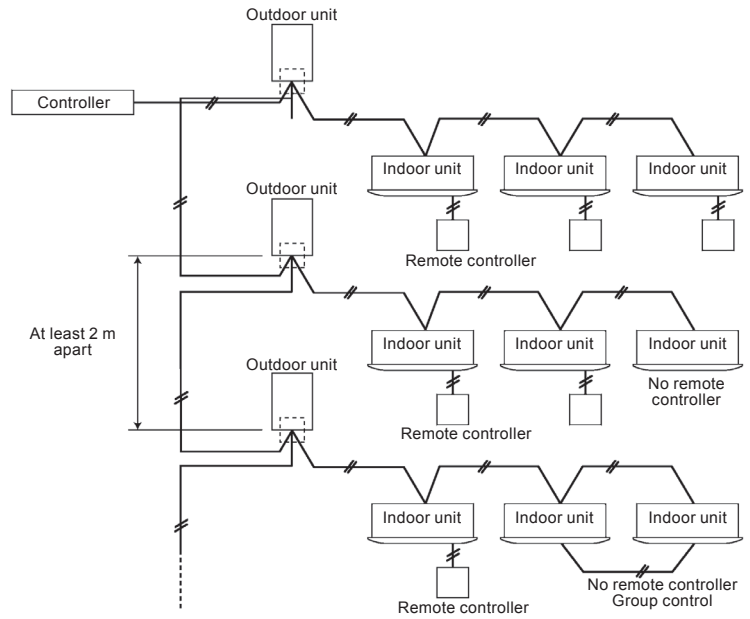 Outdoor unit
Controller
Indoor unit
Indoor unit
Indoor unit
Outdoor unit
Remote controller
At least 2 m
apart
Indoor unit
Indoor unit
Indoor unit
Outdoor unit
No remote
controller
Remote controller
Indoor unit
Indoor unit
Indoor unit
No remote controller
Group control
Remote controller